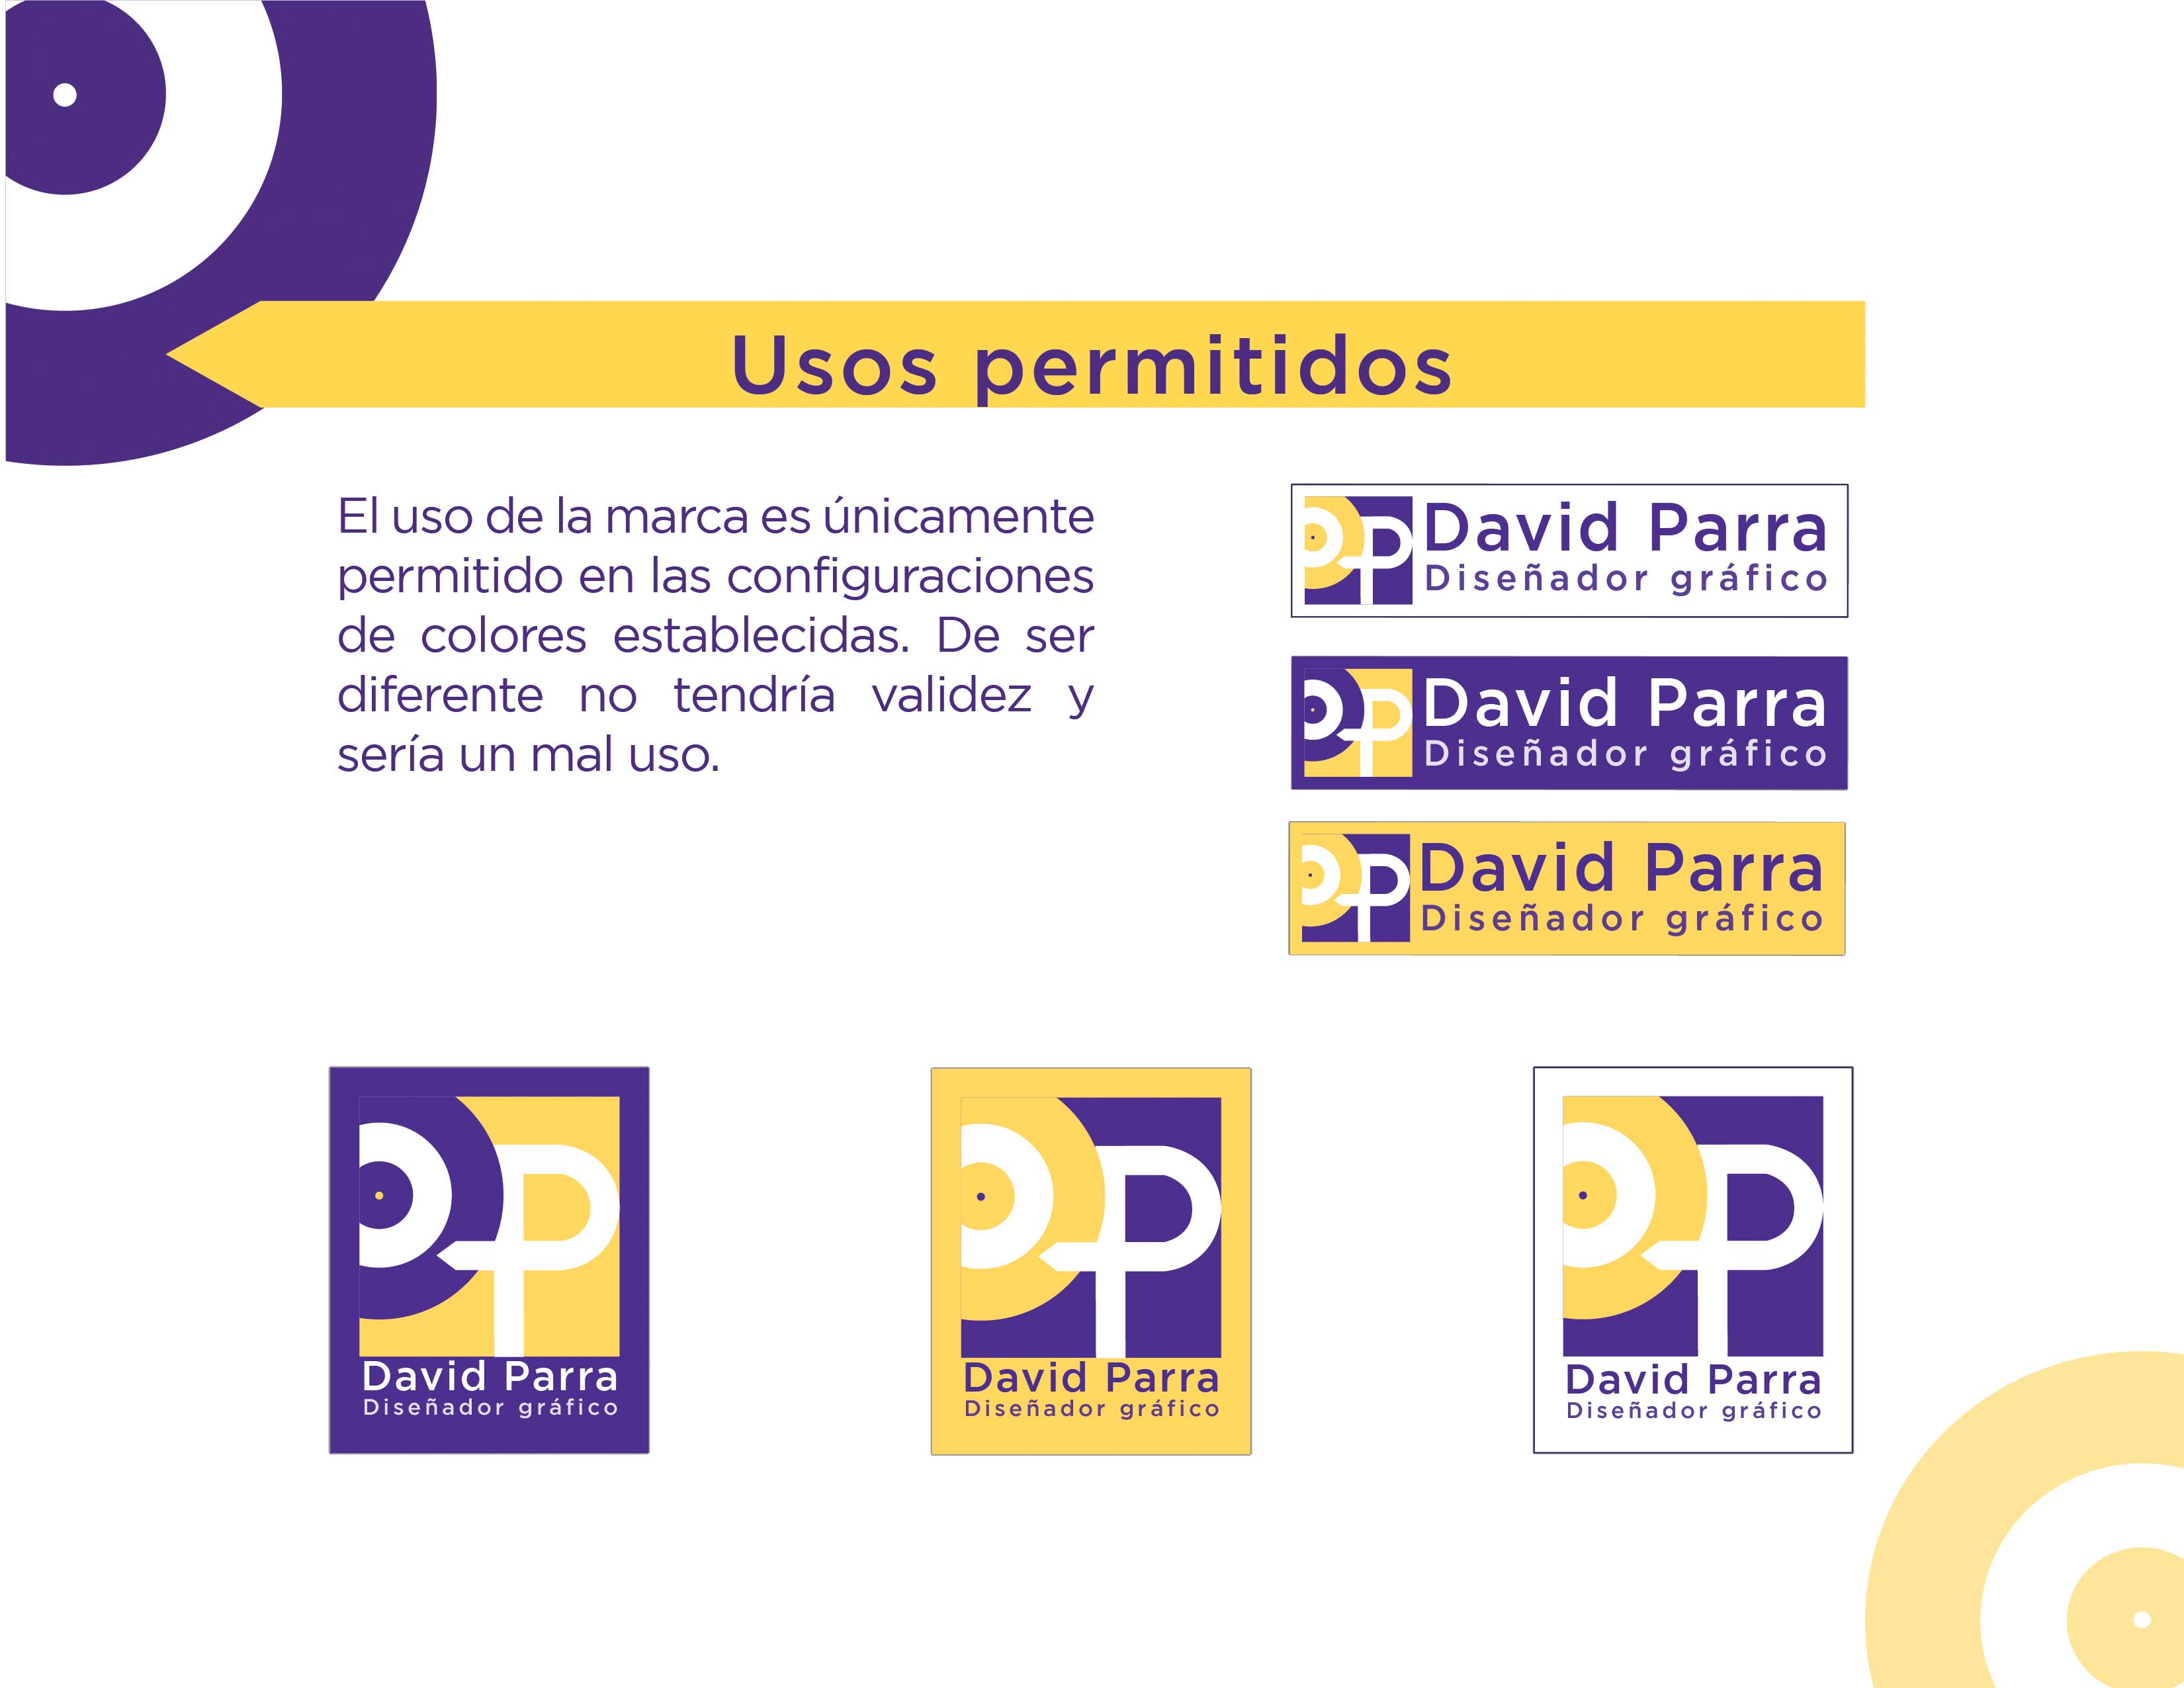 Usos permitidos
El uso de la marca es únicamente
permitido en las configuraciones
de colores establecidas. De ser
diferente no tendría validez y
sería un mal uso.
David Parra
Diseñador gráfico
David Parra
Diseñador gráfico
David Parra
Diseñador gráfico
David Parra
Diseñador gráfico
David Parra
Diseñador gráfico
David Parra
Diseñador gráfico